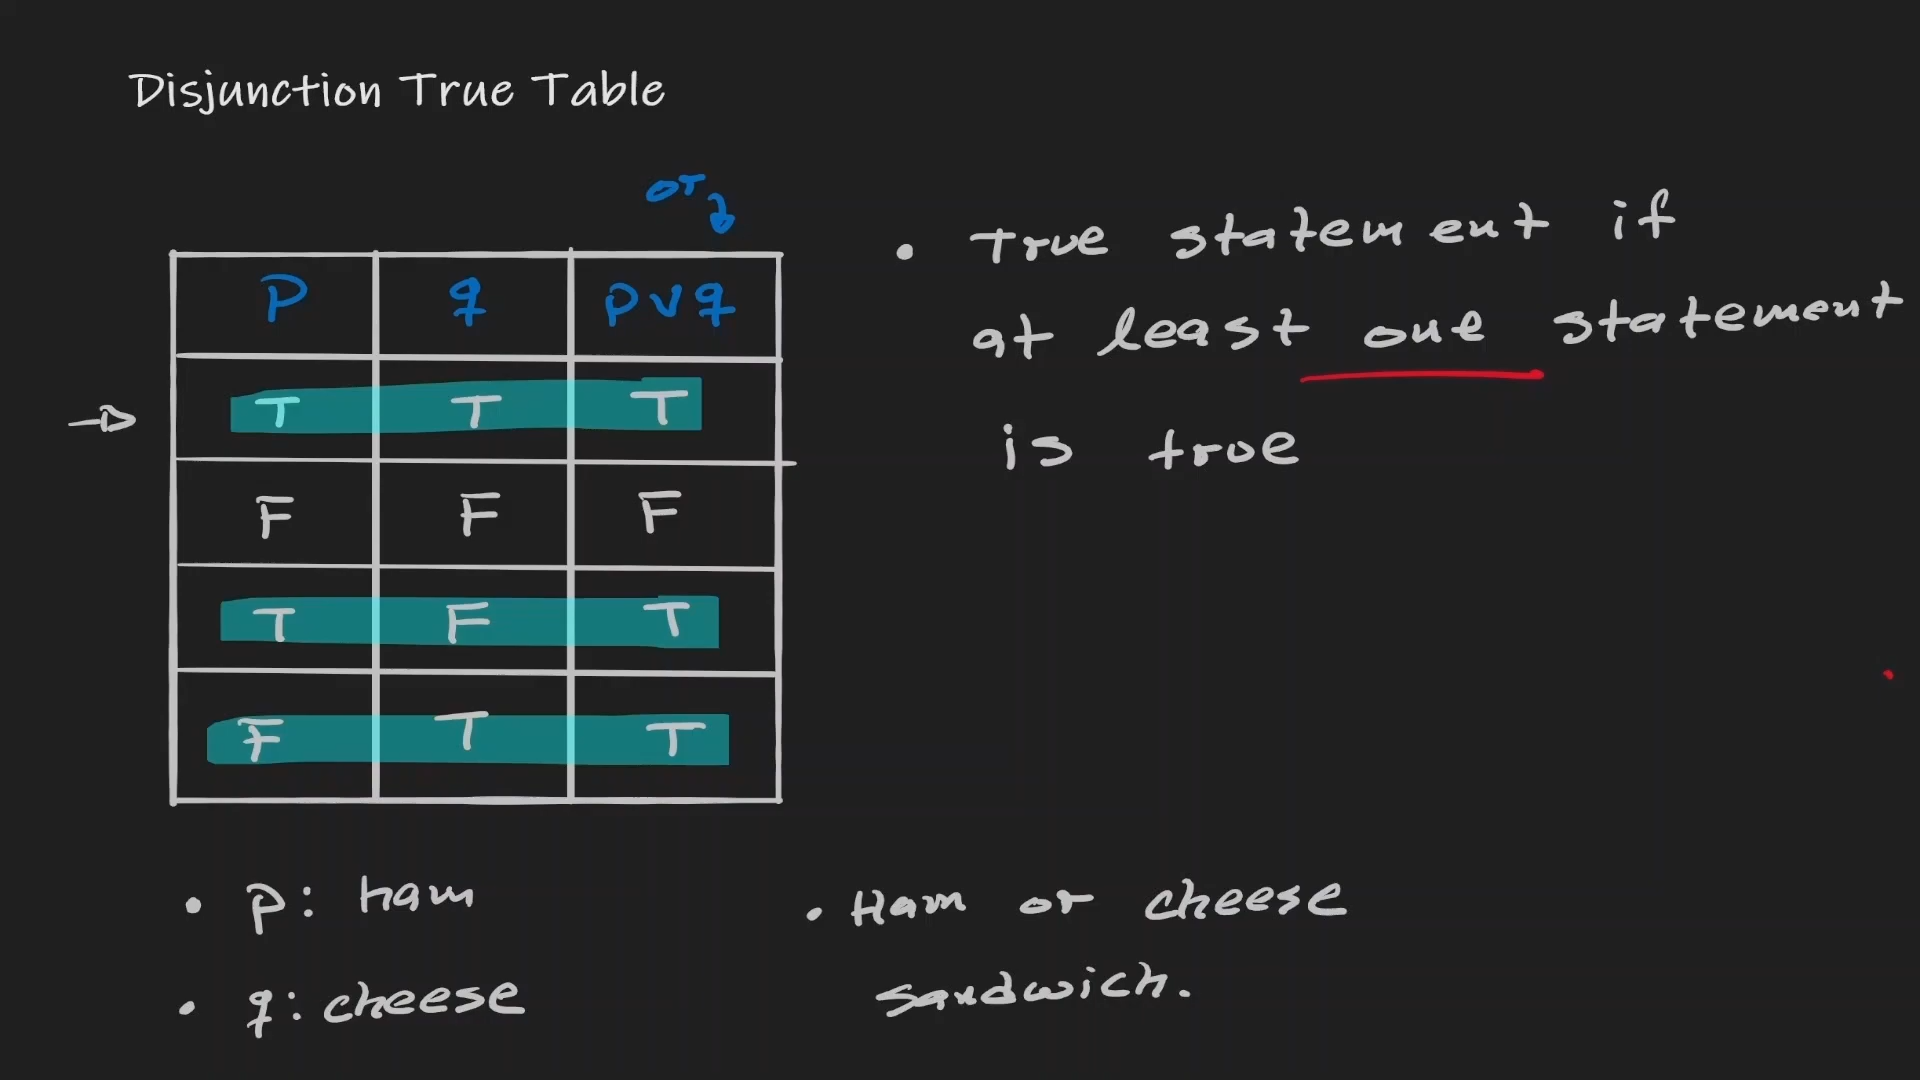 Disjunction True Table
or
p q p∨q
T T T
F F F
T F T
F T T
• True statement if
at least one statement
is true
• p: ham
• q: cheese
• Ham or cheese
sandwich.